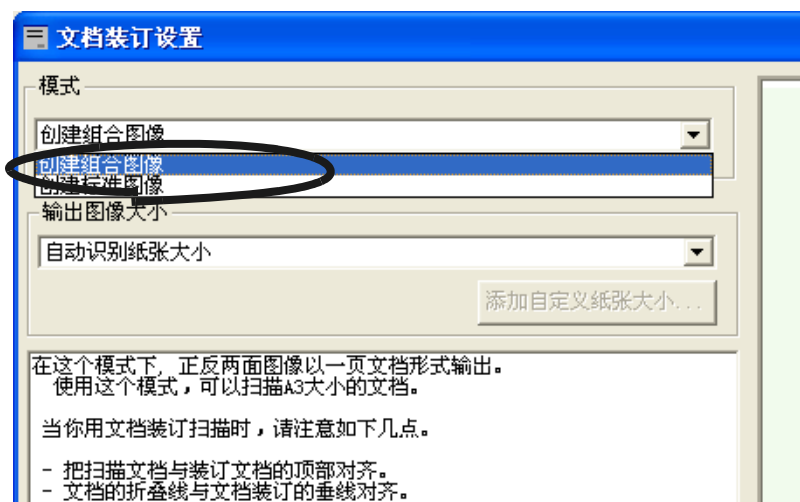 文档装订设置
模式
创建组合图像
创建组合图像
创建标准图像
输出图像大小
自动识别纸张大小
添加自定义纸张大小...
在这个模式下, 正反两面图像以一页文档形式输出。
使用这个模式，可以扫描A3大小的文档。
当你用文档装订扫描时，请注意如下几点。
- 把扫描文档与装订文档的顶部对齐。
- 文档的折叠线与文档装订的垂线对齐。